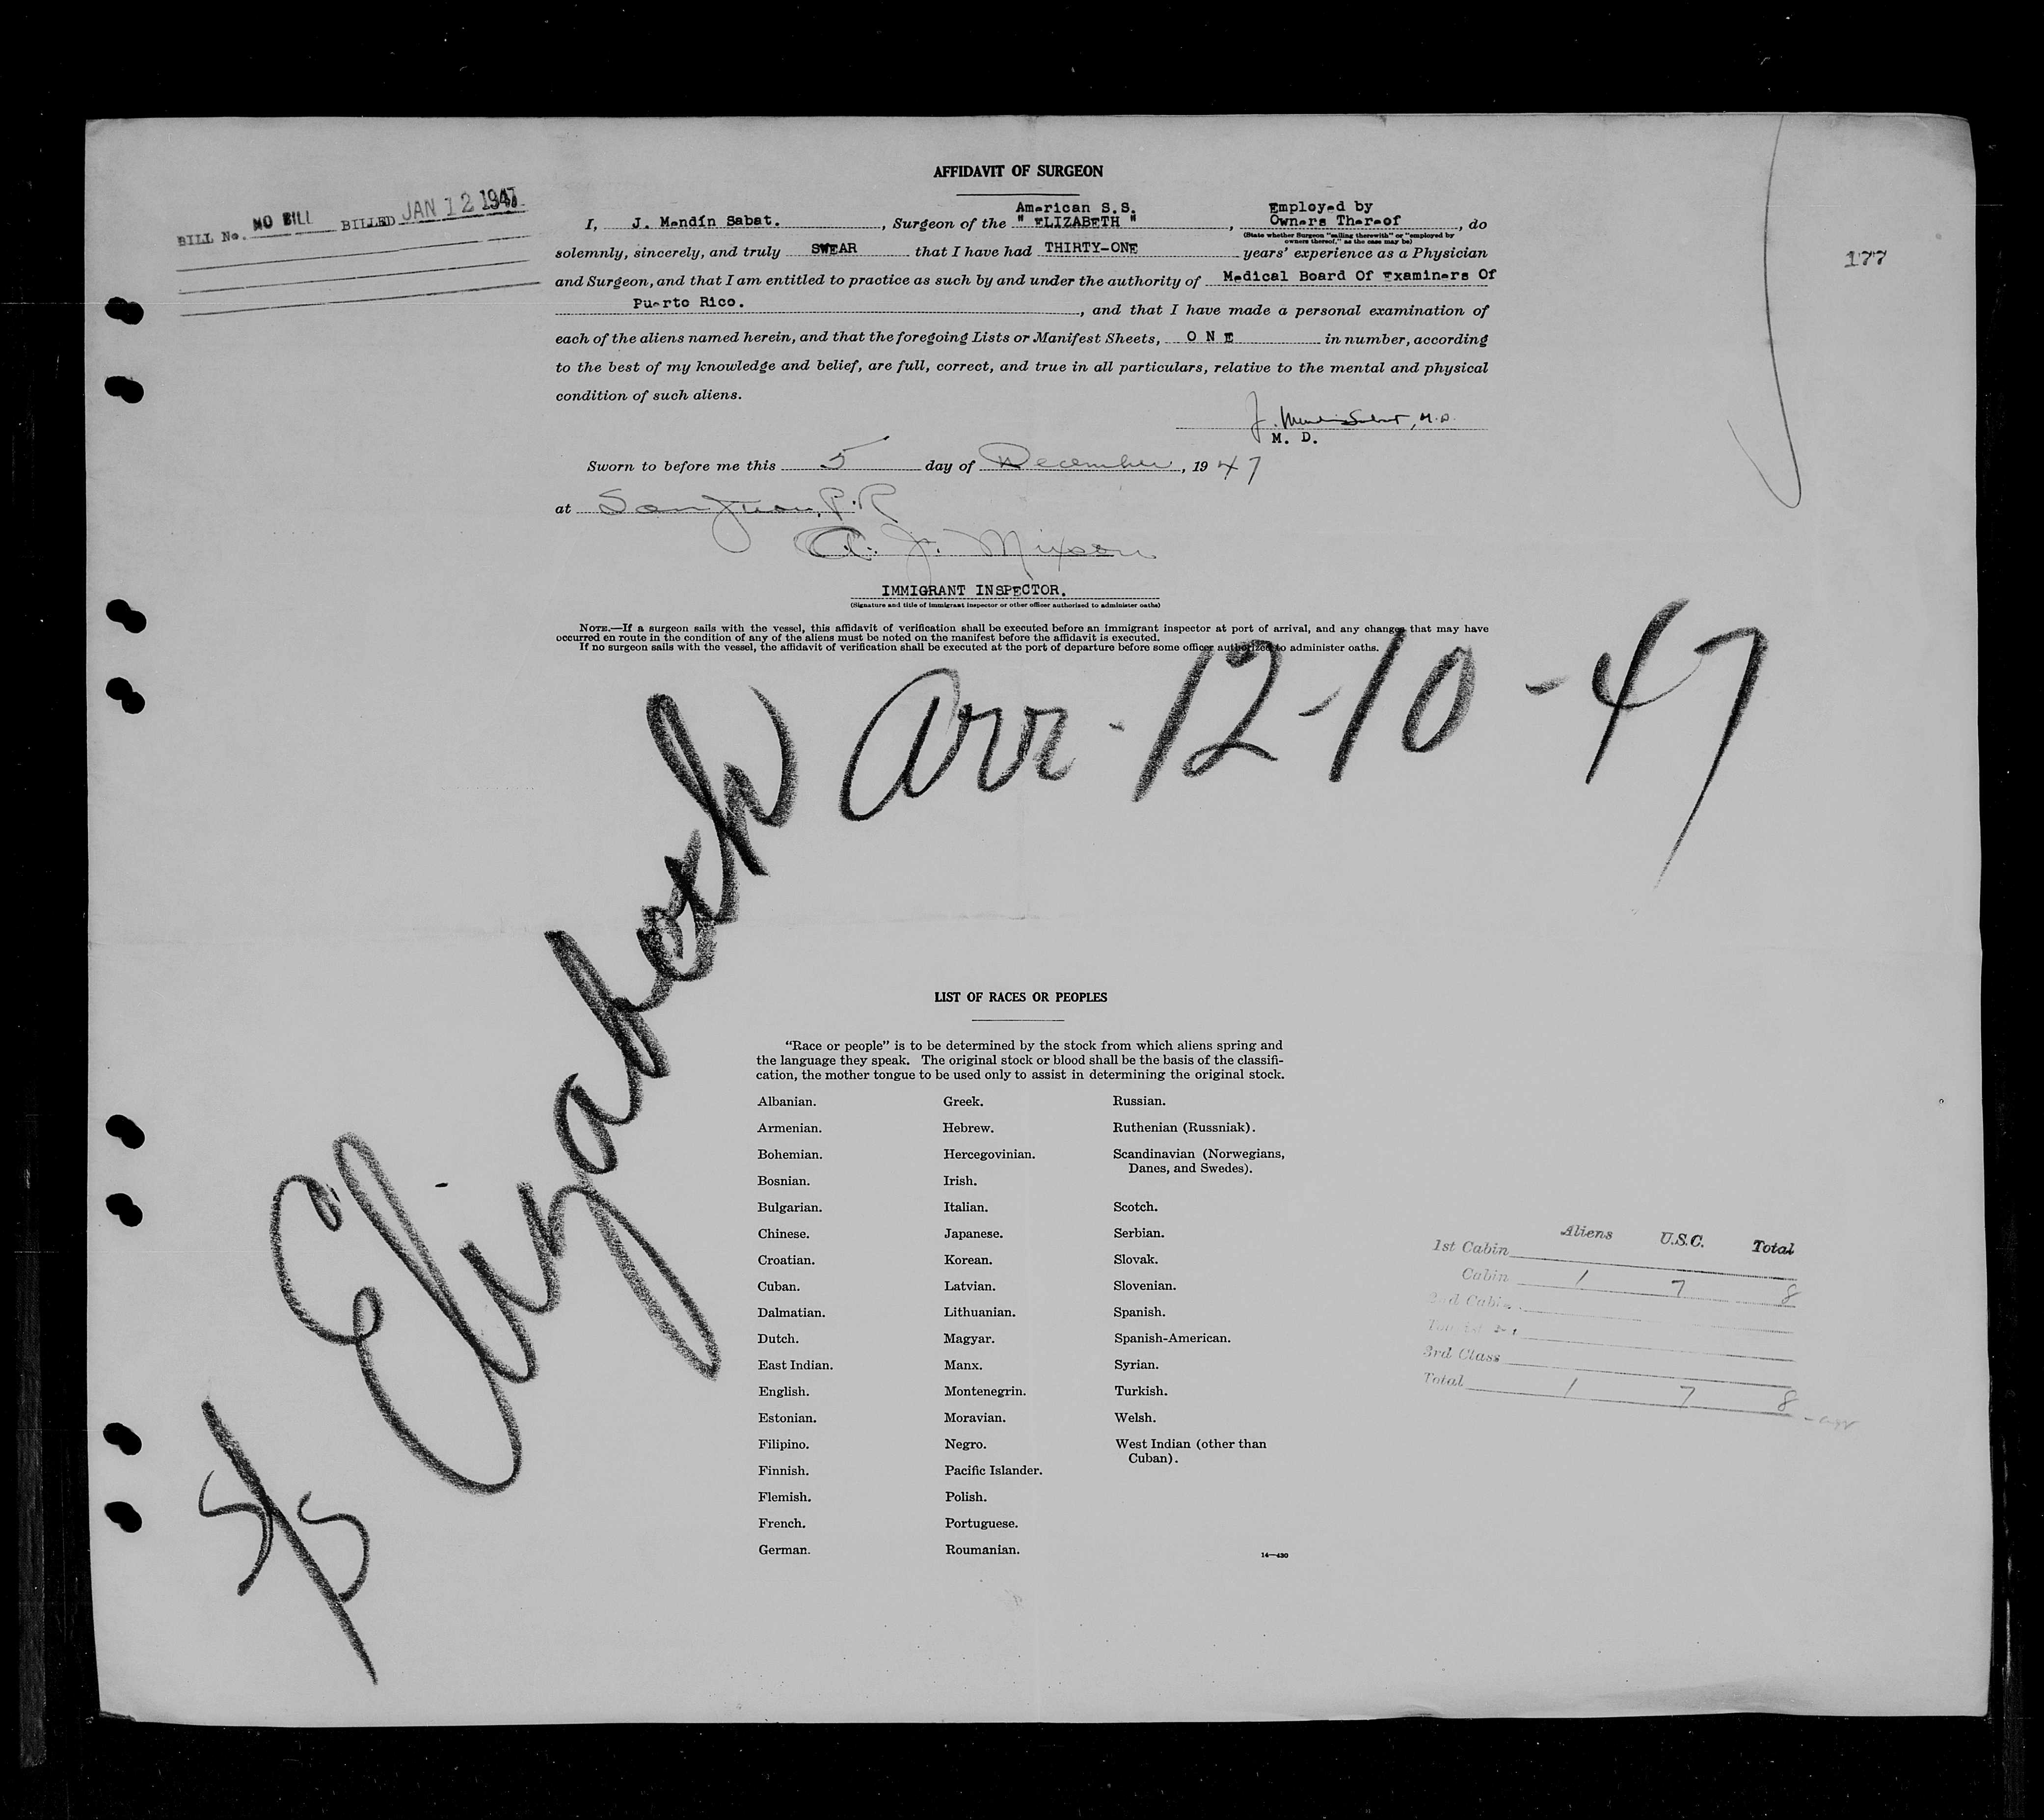 AFFIDAVIT OF SURGEON
BILL No. NO BILL BILLED JAN 12 1947
I, J. Mendín Sabat. , Surgeon of the American S.S. " ELIZABETH " , Employed by Owners Thereof , do
(State whether Surgeon "sailing therewith" or "employed by
owners thereof," as the case may be)
solemnly, sincerely, and truly SWEAR that I have had THIRTY-ONE years' experience as a Physician
177
and Surgeon, and that I am entitled to practice as such by and under the authority of Medical Board Of Examiners Of
Puerto Rico. , and that I have made a personal examination of
each of the aliens named herein, and that the foregoing Lists or Manifest Sheets, O N E in number, according
to the best of my knowledge and belief, are full, correct, and true in all particulars, relative to the mental and physical
condition of such aliens.
J. Mendin Sabat, M.D.
M. D.
Sworn to before me this 5 day of December , 19 47
at San Juan, P.R
A. J. Mixson
IMMIGRANT INSPECTOR.
(Signature and title of immigrant inspector or other officer authorized to administer oaths)
NOTE.—If a surgeon sails with the vessel, this affidavit of verification shall be executed before an immigrant inspector at port of arrival, and any changes that may have
occurred en route in the condition of any of the aliens must be noted on the manifest before the affidavit is executed.
If no surgeon sails with the vessel, the affidavit of verification shall be executed at the port of departure before some officer authorized to administer oaths.
S/S Elizabeth arr - 12-10-47
LIST OF RACES OR PEOPLES
"Race or people" is to be determined by the stock from which aliens spring and
the language they speak. The original stock or blood shall be the basis of the classifi-
cation, the mother tongue to be used only to assist in determining the original stock.
Albanian.
Armenian.
Bohemian.
Bosnian.
Bulgarian.
Chinese.
Croatian.
Cuban.
Dalmatian.
Dutch.
East Indian.
English.
Estonian.
Filipino.
Finnish.
Flemish.
French.
German.
Greek.
Hebrew.
Hercegovinian.
Irish.
Italian.
Japanese.
Korean.
Latvian.
Lithuanian.
Magyar.
Manx.
Montenegrin.
Moravian.
Negro.
Pacific Islander.
Polish.
Portuguese.
Roumanian.
Russian.
Ruthenian (Russniak).
Scandinavian (Norwegians,
Danes, and Swedes).
Scotch.
Serbian.
Slovak.
Slovenian.
Spanish.
Spanish-American.
Syrian.
Turkish.
Welsh.
West Indian (other than
Cuban).
14—430
Aliens U.S.C. Total
1st Cabin
Cabin 1 7 8
2nd Cabin
3rd Class
Total 1 7 8